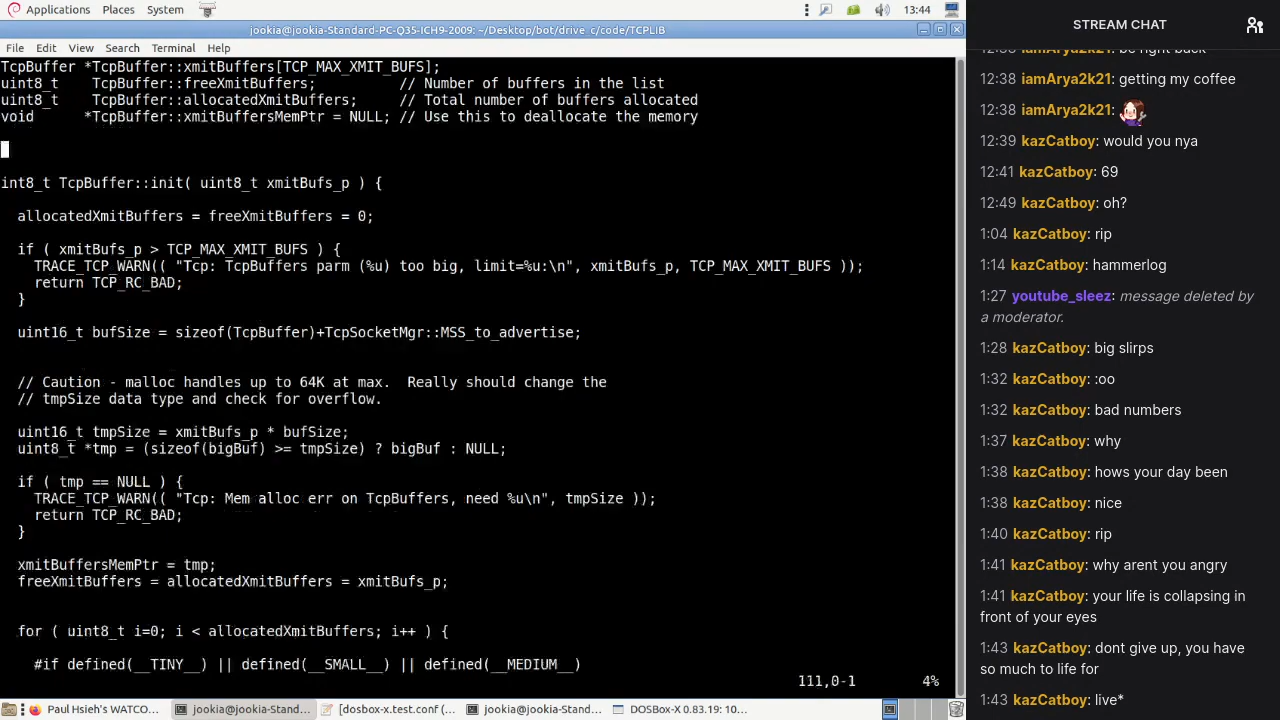 Applications Places System 13:44
jookia@jookia-Standard-PC-Q35-ICH9-2009: ~/Desktop/bot/drive_c/code/TCPLIB
File Edit View Search Terminal Help
TcpBuffer *TcpBuffer::xmitBuffers[TCP_MAX_XMIT_BUFS];
uint8_t    TcpBuffer::freeXmitBuffers;          // Number of buffers in the list
uint8_t    TcpBuffer::allocatedXmitBuffers;     // Total number of buffers allocated
void      *TcpBuffer::xmitBuffersMemPtr = NULL; // Use this to deallocate the memory
int8_t TcpBuffer::init( uint8_t xmitBufs_p ) {
  allocatedXmitBuffers = freeXmitBuffers = 0;
  if ( xmitBufs_p > TCP_MAX_XMIT_BUFS ) {
    TRACE_TCP_WARN(( "Tcp: TcpBuffers parm (%u) too big, limit=%u:\n", xmitBufs_p, TCP_MAX_XMIT_BUFS ));
    return TCP_RC_BAD;
  }
  uint16_t bufSize = sizeof(TcpBuffer)+TcpSocketMgr::MSS_to_advertise;
  // Caution - malloc handles up to 64K at max.  Really should change the
  // tmpSize data type and check for overflow.
  uint16_t tmpSize = xmitBufs_p * bufSize;
  uint8_t *tmp = (sizeof(bigBuf) >= tmpSize) ? bigBuf : NULL;
  if ( tmp == NULL ) {
    TRACE_TCP_WARN(( "Tcp: Mem alloc err on TcpBuffers, need %u\n", tmpSize ));
    return TCP_RC_BAD;
  }
  xmitBuffersMemPtr = tmp;
  freeXmitBuffers = allocatedXmitBuffers = xmitBufs_p;
  for ( uint8_t i=0; i < allocatedXmitBuffers; i++ ) {
    #if defined(__TINY__) || defined(__SMALL__) || defined(__MEDIUM__)
111,0-1 4%
Paul Hsieh's WATCO... jookia@jookia-Stand... [dosbox-x.test.conf (... jookia@jookia-Stand... DOSBox-X 0.83.19: 10...
STREAM CHAT
12:38 iamArya2k21: be right back
12:38 iamArya2k21: getting my coffee
12:38 iamArya2k21:
12:39 kazCatboy: would you nya
12:41 kazCatboy: 69
12:49 kazCatboy: oh?
1:04 kazCatboy: rip
1:14 kazCatboy: hammerlog
1:27 youtube_sleez: message deleted by
a moderator.
1:28 kazCatboy: big slirps
1:32 kazCatboy: :oo
1:32 kazCatboy: bad numbers
1:37 kazCatboy: why
1:38 kazCatboy: hows your day been
1:38 kazCatboy: nice
1:40 kazCatboy: rip
1:41 kazCatboy: why arent you angry
1:41 kazCatboy: your life is collapsing in
front of your eyes
1:43 kazCatboy: dont give up, you have
so much to life for
1:43 kazCatboy: live*